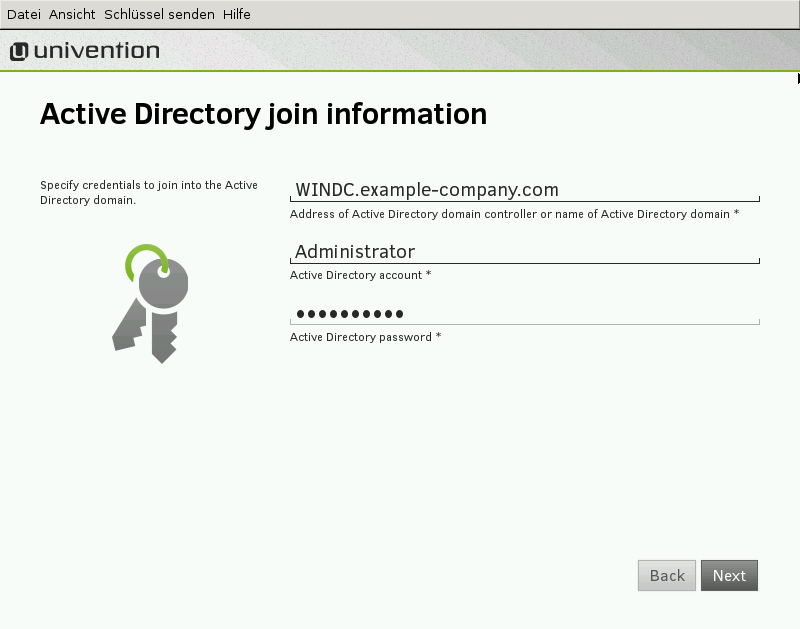 Datei Ansicht Schlüssel senden Hilfe
univention
Active Directory join information
Specify credentials to join into the Active
Directory domain.
WINDC.example-company.com
Address of Active Directory domain controller or name of Active Directory domain *
Administrator
Active Directory account *
●●●●●●●●●●
Active Directory password *
Back Next